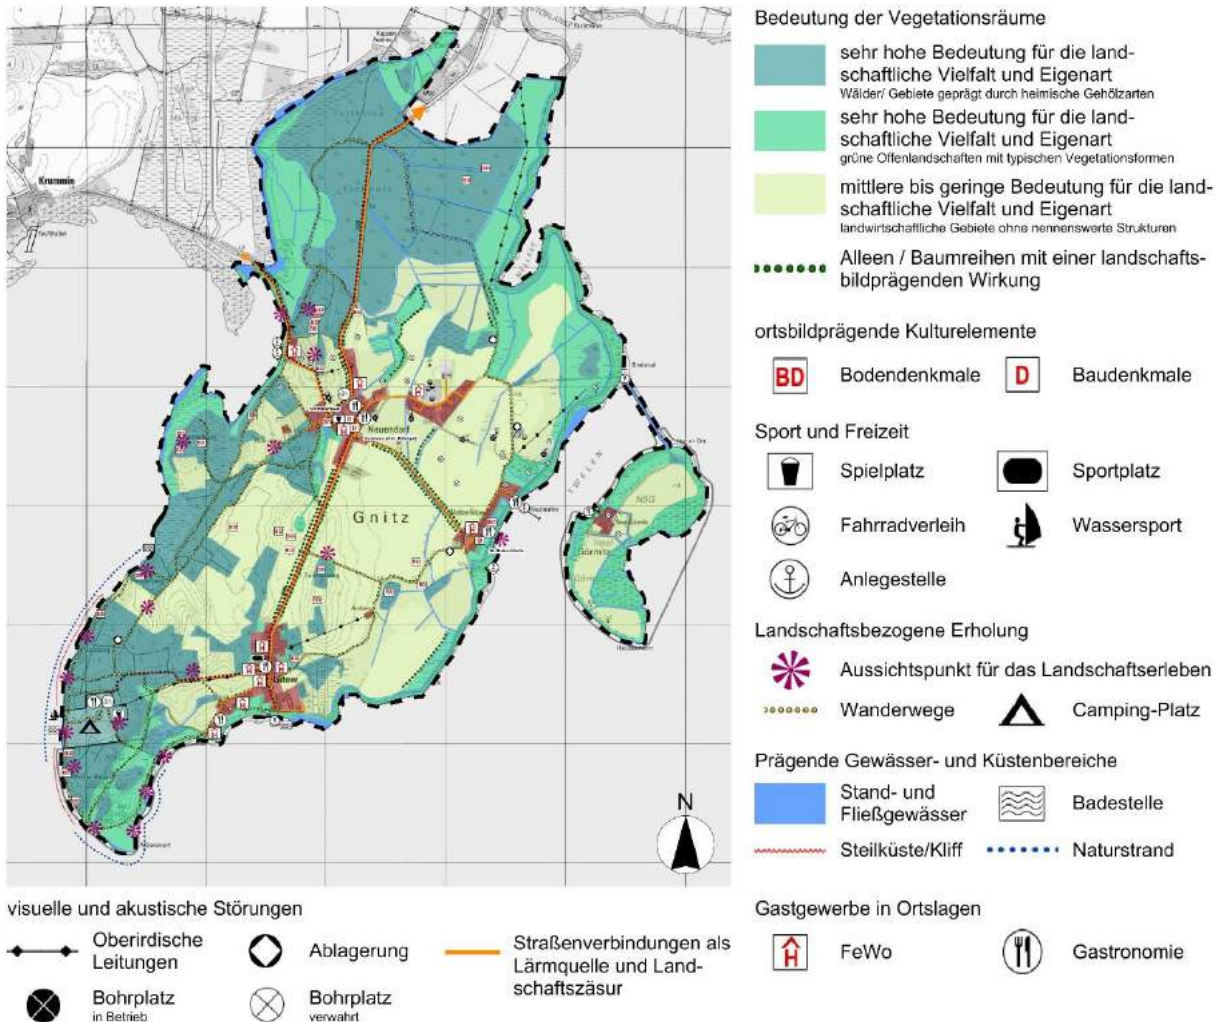 Bedeutung der Vegetationsräume
sehr hohe Bedeutung für die land-
schaftliche Vielfalt und Eigenart
Wälder/ Gebiete geprägt durch heimische Gehölzarten
sehr hohe Bedeutung für die land-
schaftliche Vielfalt und Eigenart
grüne Offenlandschaften mit typischen Vegetationsformen
mittlere bis geringe Bedeutung für die land-
schaftliche Vielfalt und Eigenart
landwirtschaftliche Gebiete ohne nennenswerte Strukturen
Alleen / Baumreihen mit einer landschafts-
bildprägenden Wirkung
ortsbildprägende Kulturelemente
BD Bodendenkmale D Baudenkmale
Sport und Freizeit
Spielplatz Sportplatz
Fahrradverleih Wassersport
Anlegestelle
Landschaftsbezogene Erholung
Aussichtspunkt für das Landschaftserleben
Wanderwege Camping-Platz
Prägende Gewässer- und Küstenbereiche
Stand- und
Fließgewässer Badestelle
Steilküste/Kliff Naturstrand
Gastgewerbe in Ortslagen
H FeWo Gastronomie
Krummin
Neuendorf
Gnitz
NSG
Görmitz
N
visuelle und akustische Störungen
Oberirdische
Leitungen
Ablagerung
Straßenverbindungen als
Lärmquelle und Land-
schaftszäsur
Bohrplatz
in Betrieb
Bohrplatz
verwahrt